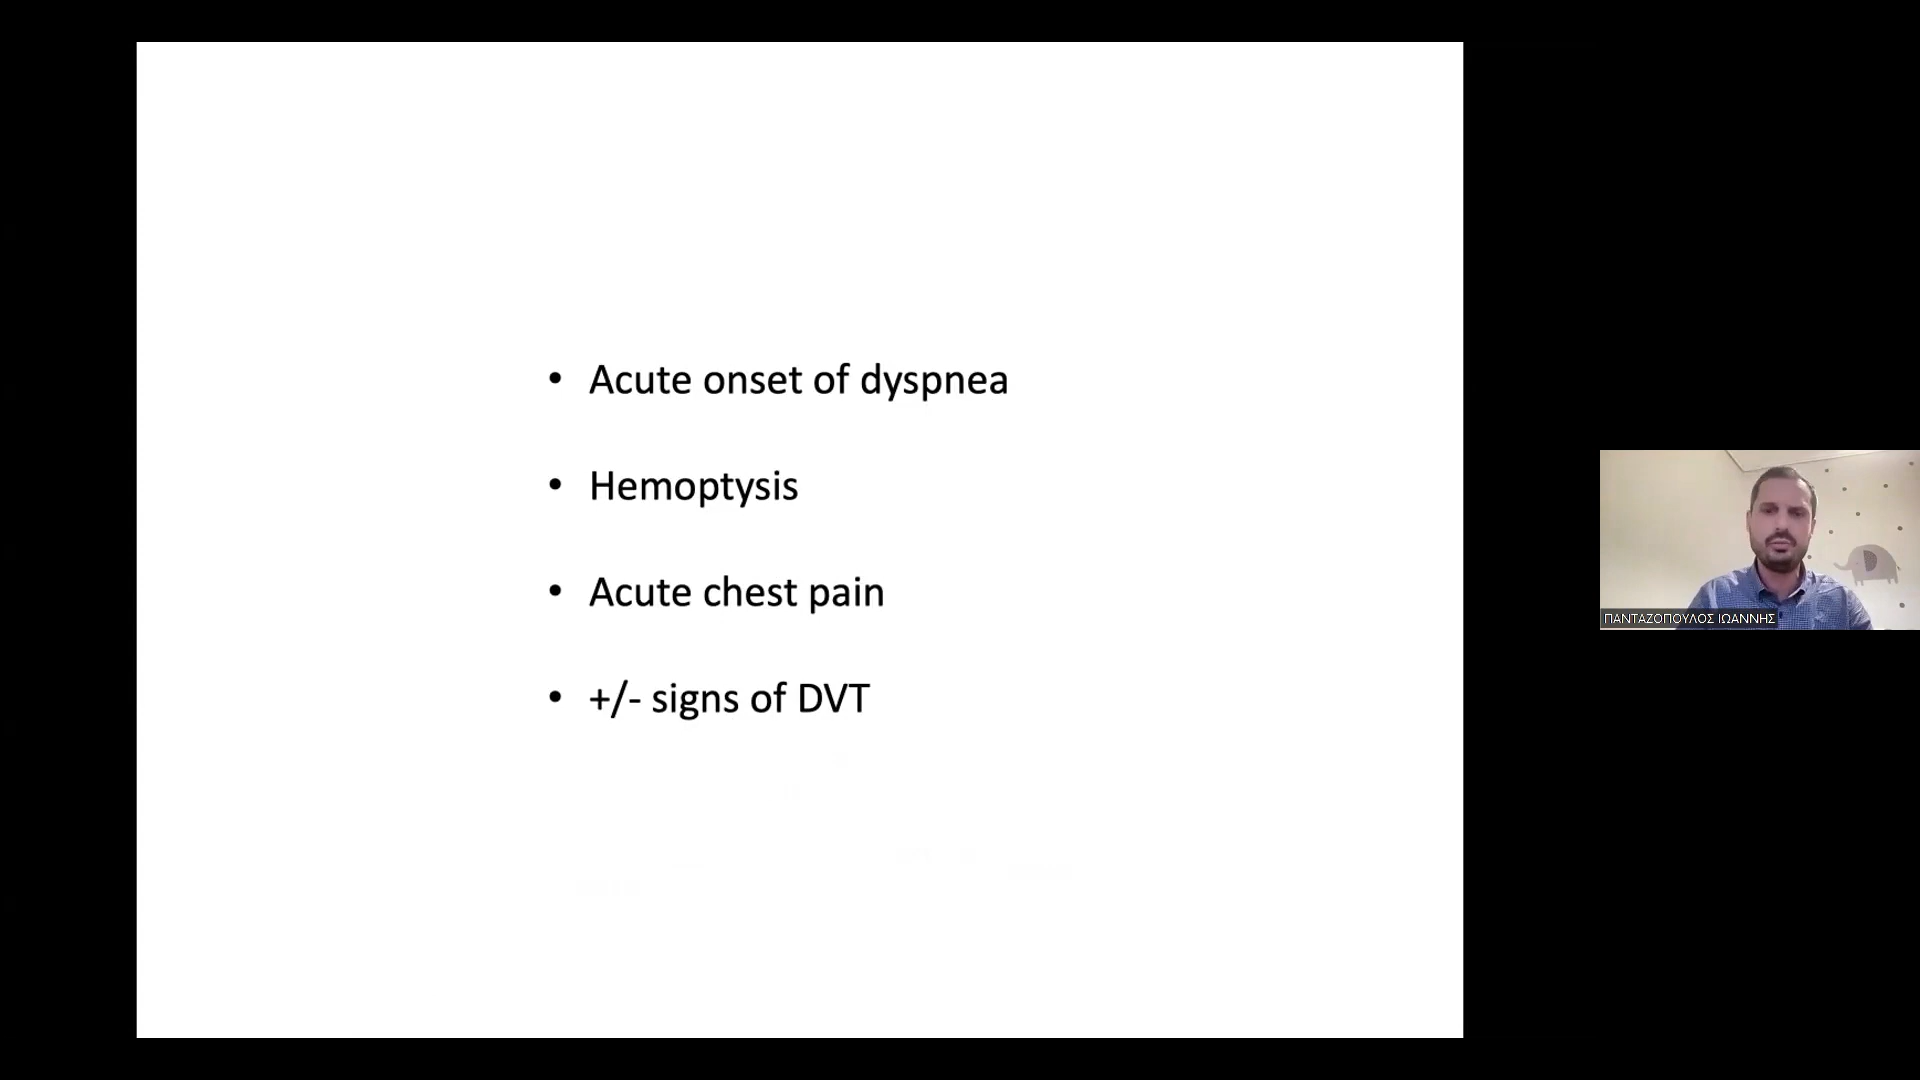 • Acute onset of dyspnea
• Hemoptysis
• Acute chest pain
• +/- signs of DVT
ΠΑΝΤΑΖΟΠΟΥΛΟΣ ΙΩΑΝΝΗΣ